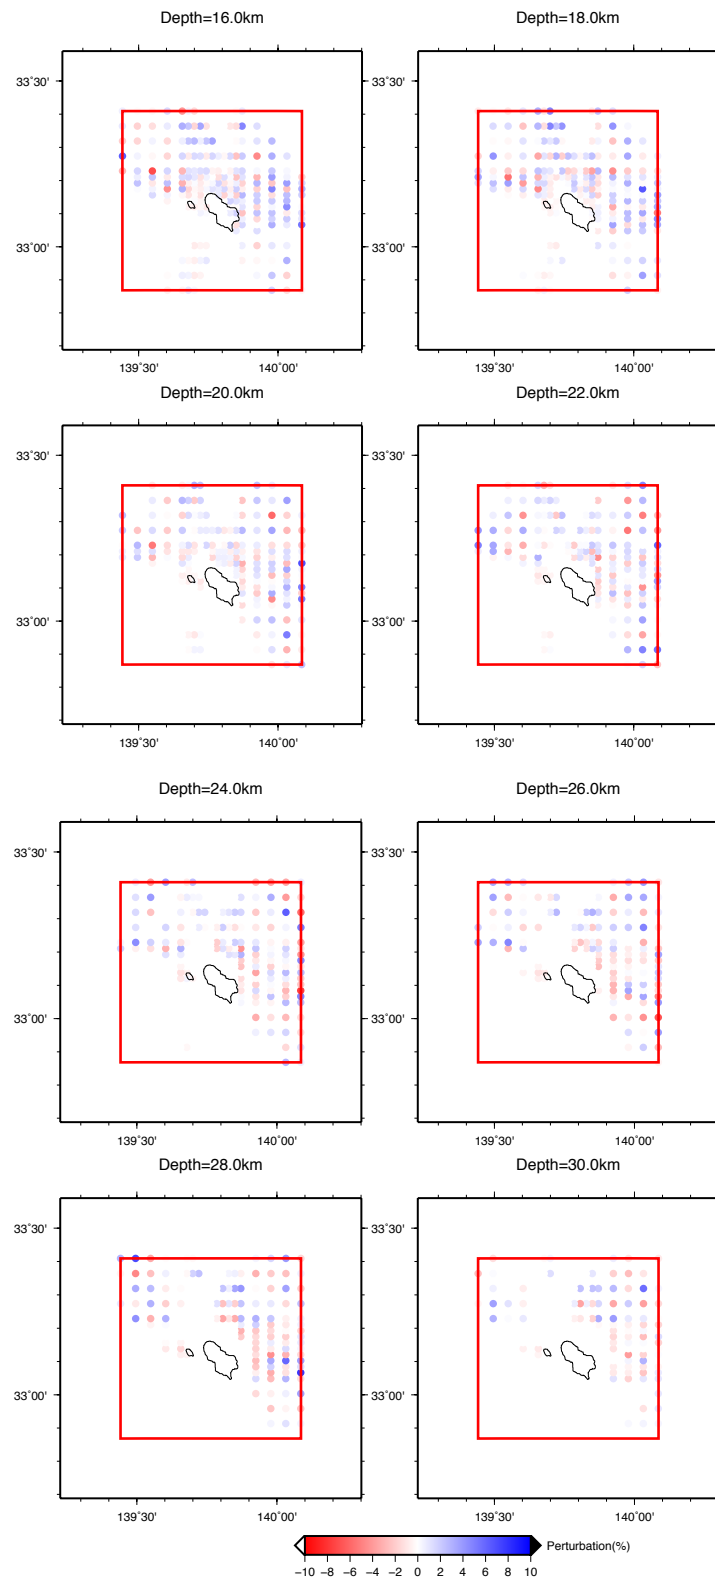 Depth=16.0km Depth=18.0km
33°30'
33°00'
139°30' 140°00' 139°30' 140°00'
Depth=20.0km Depth=22.0km
33°30' 33°30'
33°00' 33°00'
139°30' 140°00' 139°30' 140°00'
Depth=24.0km Depth=26.0km
33°30' 33°30'
33°00' 33°00'
139°30' 140°00' 139°30' 140°00'
Depth=28.0km Depth=30.0km
33°30' 33°30'
33°00' 33°00'
139°30' 140°00' 139°30' 140°00'
Perturbation(%)
−10 −8 −6 −4 −2 0 2 4 6 8 10